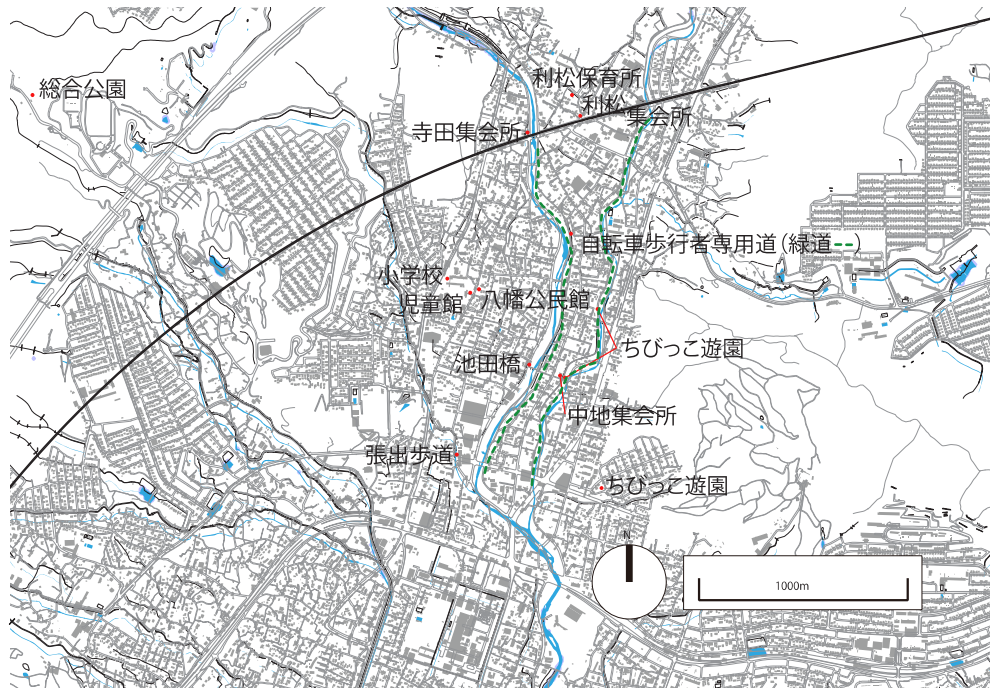 利松保育所
総合公園
利松
集会所
寺田集会所
自転車歩行者専用道(緑道 )
小学校
児童館
八幡公民館
ちびっこ遊園
池田橋
中地集会所
張出歩道
ちびっこ遊園
N
1000m